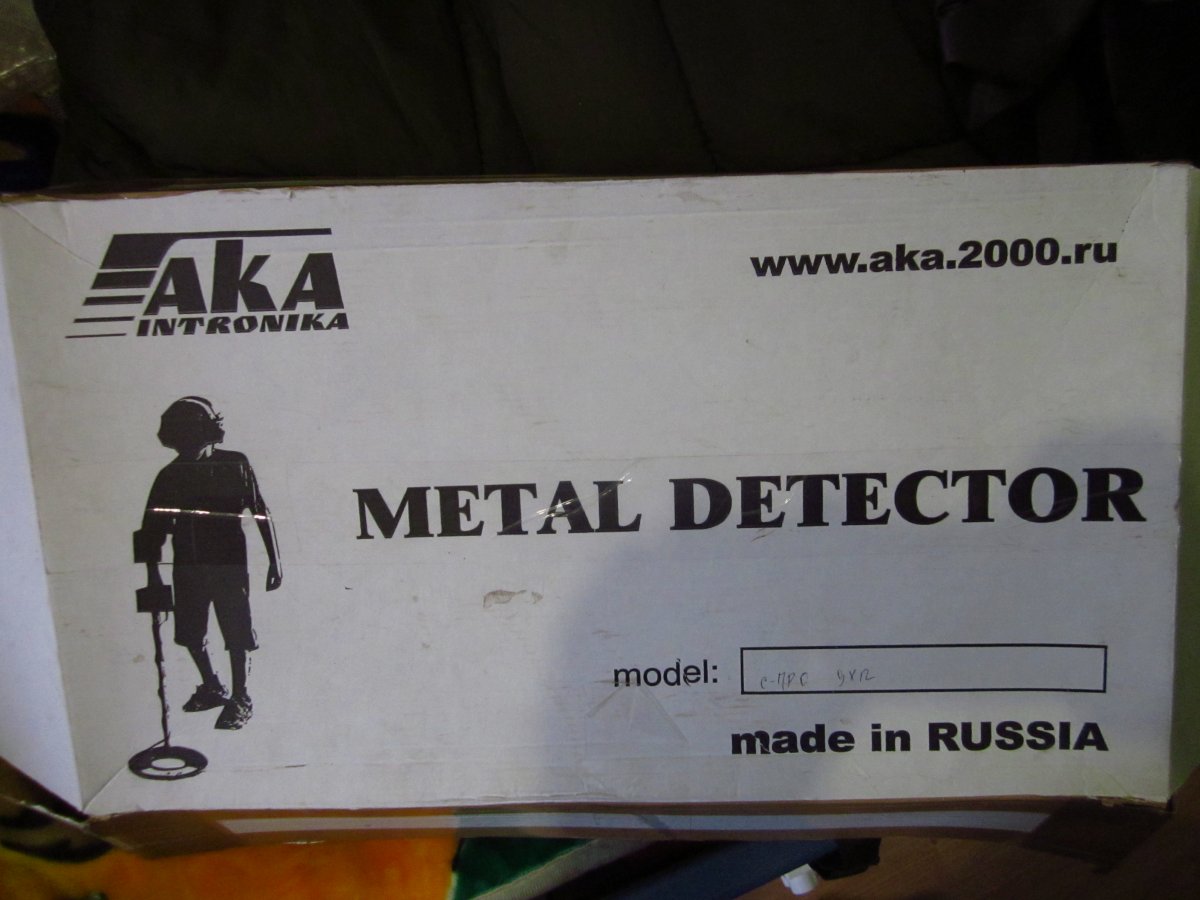 AKA
INTRONIKA
www.aka.2000.ru
METAL DETECTOR
model:
made in RUSSIA